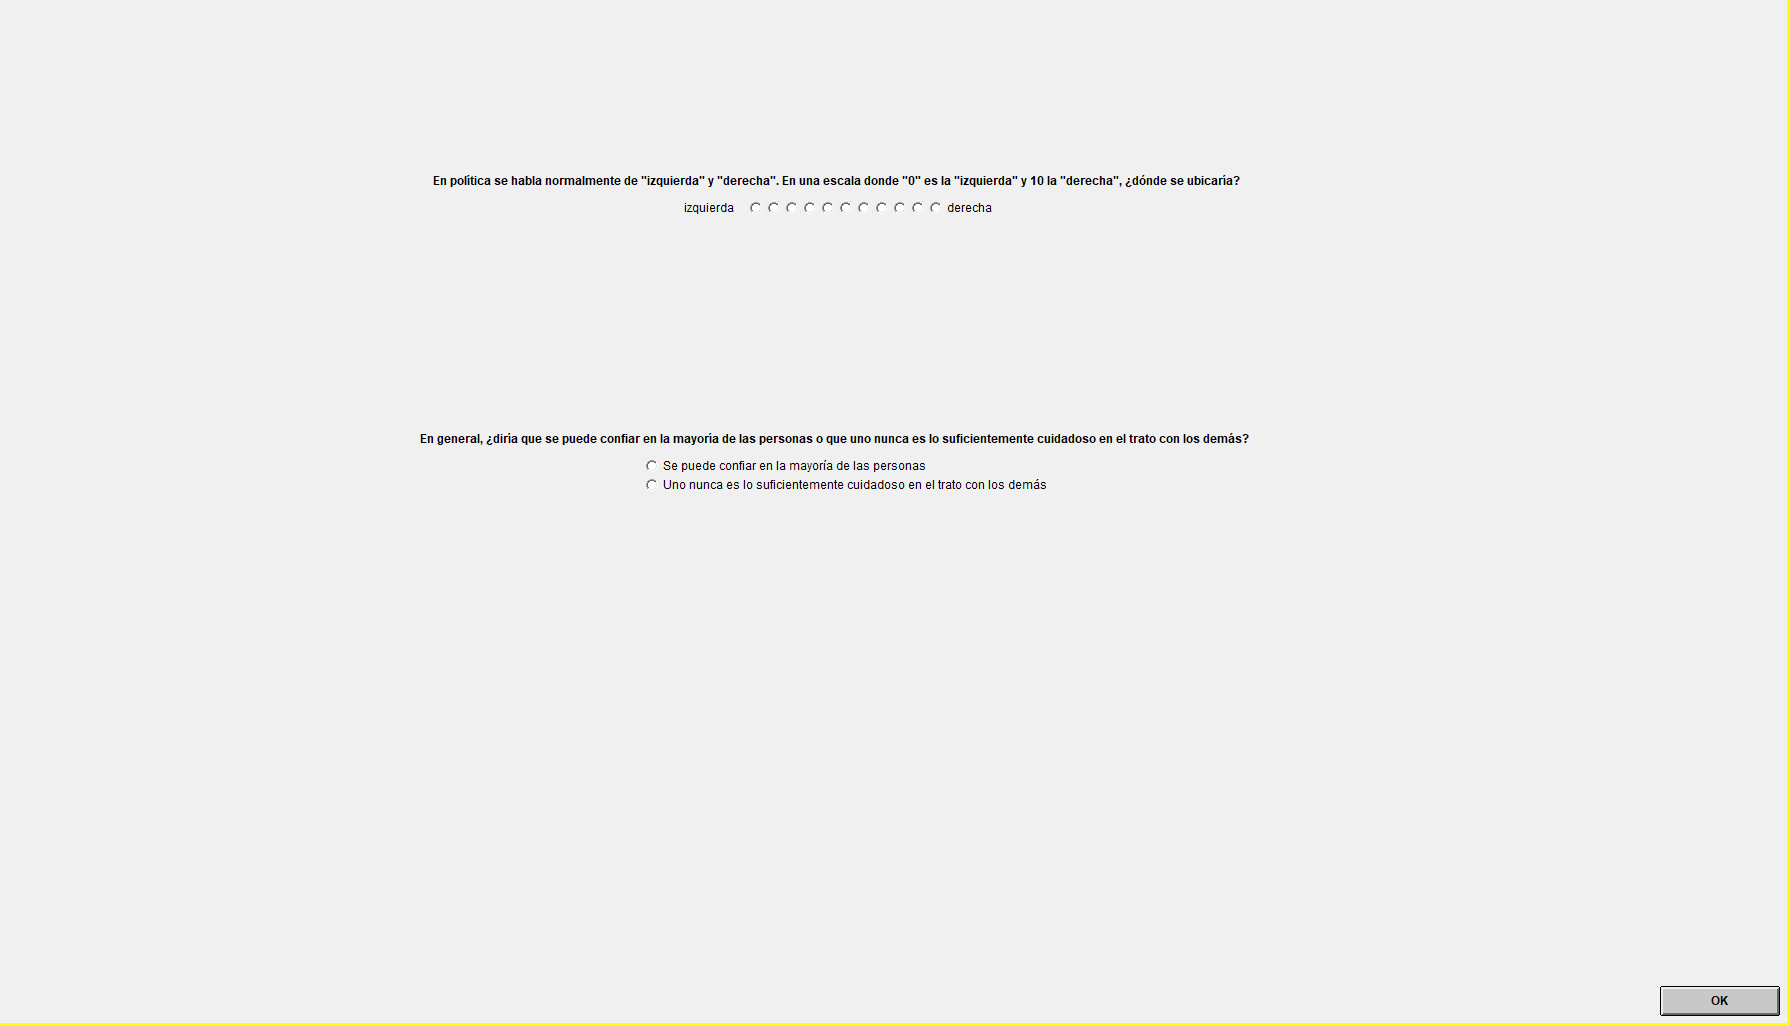 En política se habla normalmente de "izquierda" y "derecha". En una escala donde "0" es la "izquierda" y 10 la "derecha", ¿dónde se ubicaría?
izquierda derecha
En general, ¿diría que se puede confiar en la mayoría de las personas o que uno nunca es lo suficientemente cuidadoso en el trato con los demás?
Se puede confiar en la mayoría de las personas
Uno nunca es lo suficientemente cuidadoso en el trato con los demás
OK